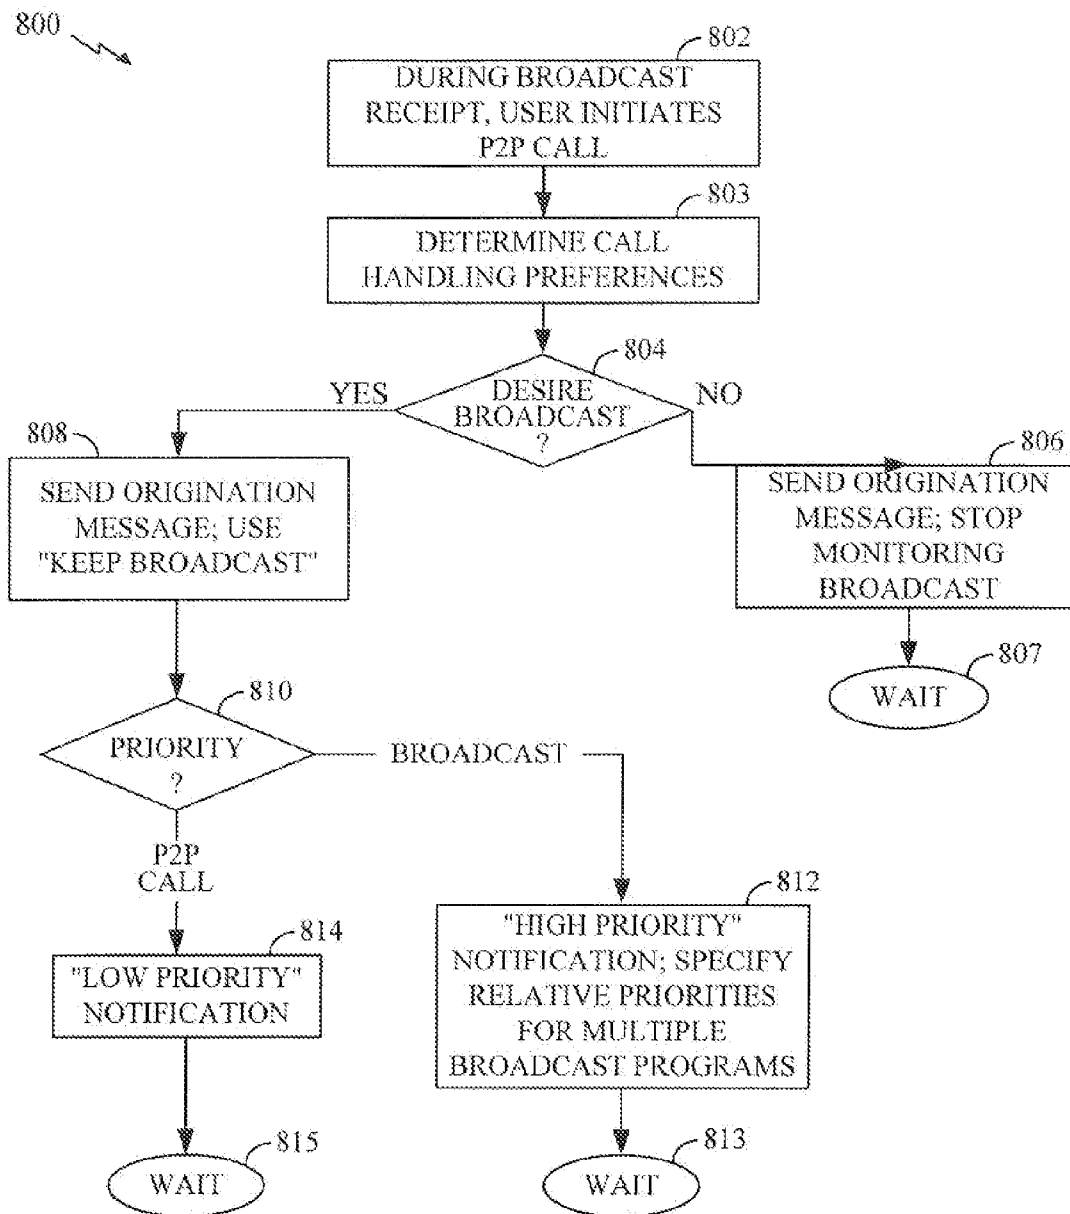 800
802
DURING BROADCAST
RECEIPT, USER INITIATES
P2P CALL
803
DETERMINE CALL
HANDLING PREFERENCES
804
DESIRE
BROADCAST
?
YES
NO
808
SEND ORIGINATION
MESSAGE; USE
"KEEP BROADCAST"
806
SEND ORIGINATION
MESSAGE; STOP
MONITORING
BROADCAST
807
WAIT
810
PRIORITY
?
BROADCAST
P2P
CALL
812
"HIGH PRIORITY"
NOTIFICATION; SPECIFY
RELATIVE PRIORITIES
FOR MULTIPLE
BROADCAST PROGRAMS
814
"LOW PRIORITY"
NOTIFICATION
815
WAIT
813
WAIT